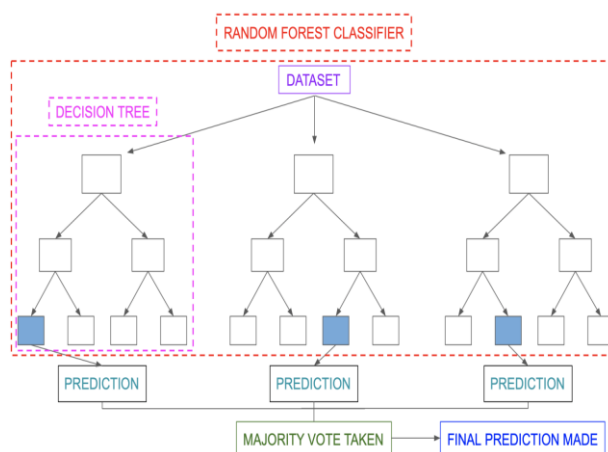 RANDOM FOREST CLASSIFIER
DATASET
DECISION TREE
PREDICTION
PREDICTION
PREDICTION
MAJORITY VOTE TAKEN
FINAL PREDICTION MADE